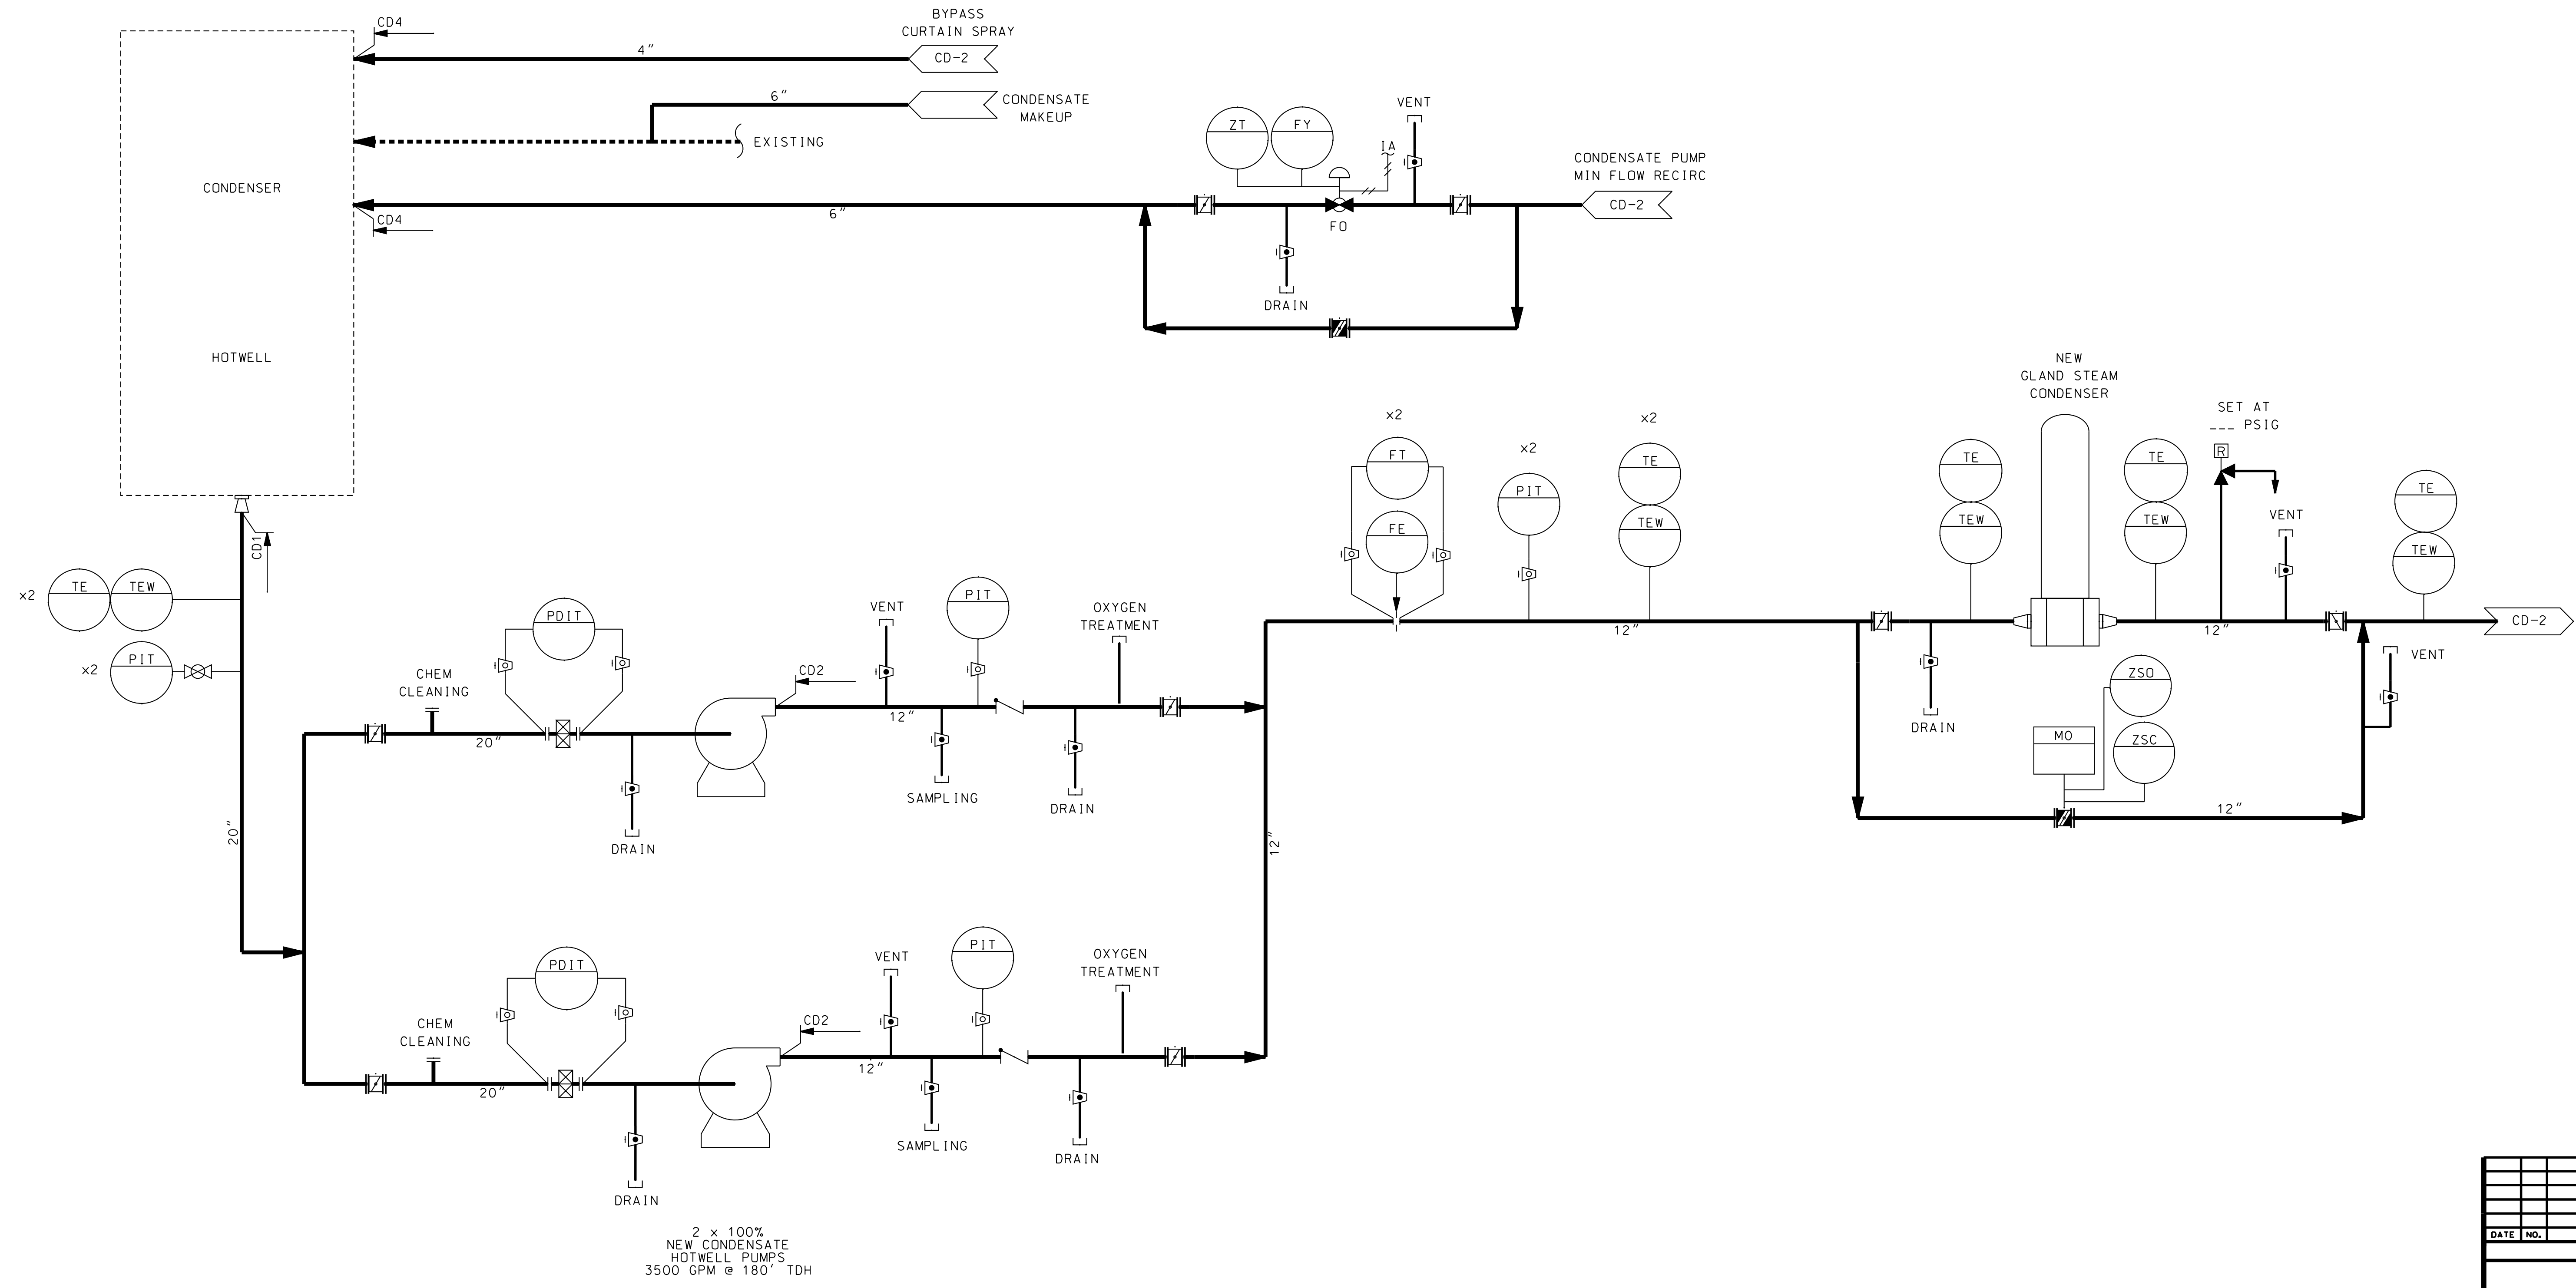 CD4
BYPASS
CURTAIN SPRAY
4"
CD-2
6"
CONDENSATE
MAKEUP
EXISTING
CONDENSER
CD4
6"
HOTWELL
ZT
FY
IA
VENT
FO
DRAIN
CONDENSATE PUMP
MIN FLOW RECIRC
CD-2
CD1
x2
TE
TEW
x2
PIT
20"
CHEM
CLEANING
20"
PDIT
DRAIN
CD2
VENT
12"
SAMPLING
PIT
OXYGEN
TREATMENT
DRAIN
12"
CHEM
CLEANING
20"
PDIT
DRAIN
CD2
VENT
12"
SAMPLING
PIT
OXYGEN
TREATMENT
DRAIN
2 x 100%
NEW CONDENSATE
HOTWELL PUMPS
3500 GPM @ 180' TDH
x2
FT
FE
x2
PIT
x2
TE
TEW
12"
NEW
GLAND STEAM
CONDENSER
TE
TEW
DRAIN
TE
TEW
SET AT
___ PSIG
R
VENT
12"
TE
TEW
CD-2
VENT
ZSO
MO
ZSC
12"
DATE NO.